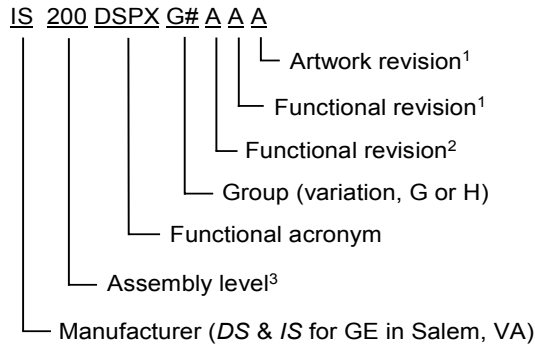 IS 200 DSPX G# A A A
Artwork revision¹
Functional revision¹
Functional revision²
Group (variation, G or H)
Functional acronym
Assembly level³
Manufacturer (DS & IS for GE in Salem, VA)